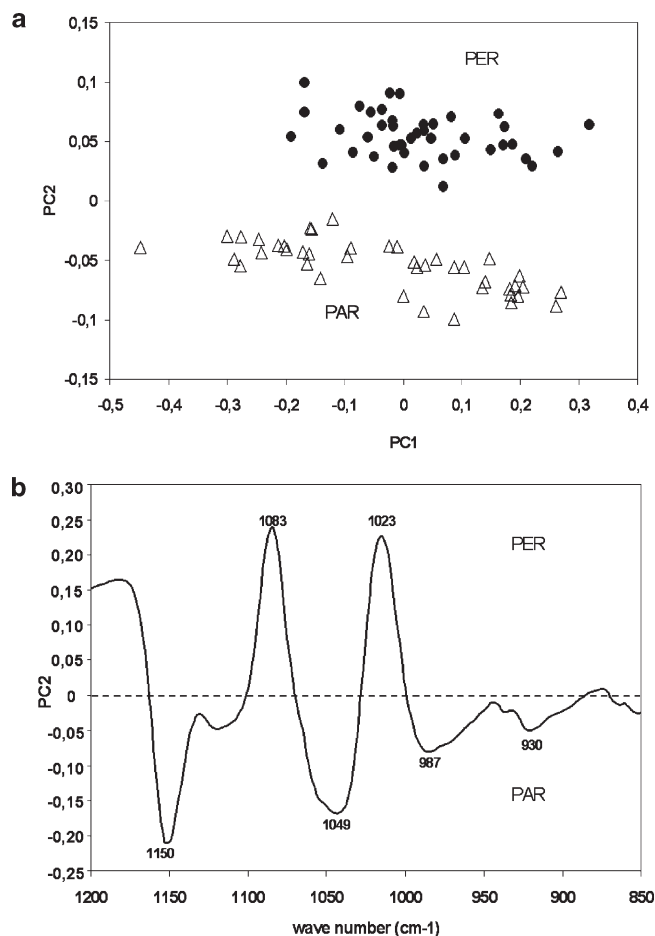 a
0,15
PER
0,1
0,05
PC2
0
-0,05
PAR
-0,1
-0,15
-0,5 -0,4 -0,3 -0,2 -0,1 0 0,1 0,2 0,3 0,4
PC1
b
0,30
1083 1023
0,25
PER
0,20
0,15
0,10
0,05
PC2
0
-0,05
987 930
-0,10
PAR
-0,15
1049
-0,20
1150
-0,25
1200 1150 1100 1050 1000 950 900 850
wave number (cm-1)